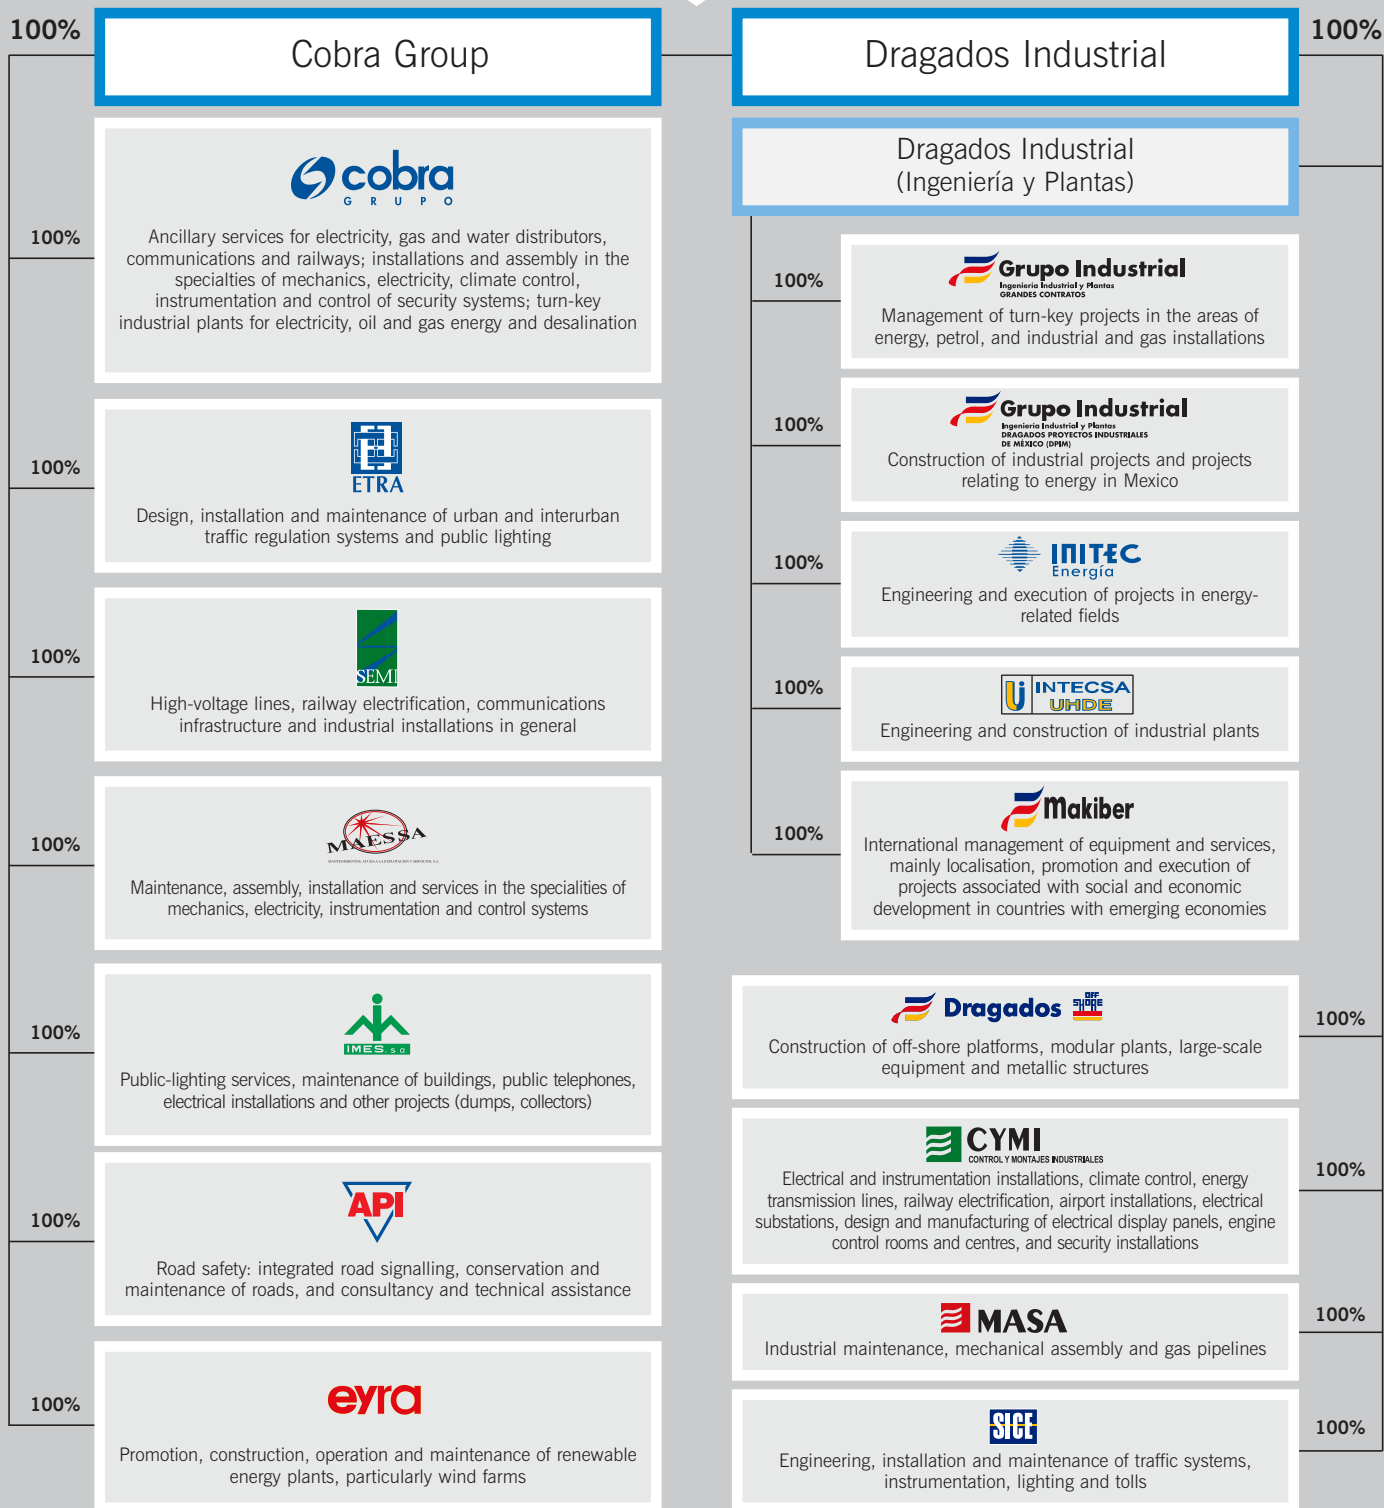 100%
Cobra Group
cobra
GRUPO
100%
Ancillary services for electricity, gas and water distributors,
communications and railways; installations and assembly in the
specialties of mechanics, electricity, climate control,
instrumentation and control of security systems; turn-key
industrial plants for electricity, oil and gas energy and desalination
100%
ETRA
Design, installation and maintenance of urban and interurban
traffic regulation systems and public lighting
100%
SEMI
High-voltage lines, railway electrification, communications
infrastructure and industrial installations in general
100%
MAESSA
MANTENIMIENTOS, AYUDA A LA EXPLOTACION Y SERVICIOS, S.A.
Maintenance, assembly, installation and services in the specialities of
mechanics, electricity, instrumentation and control systems
100%
IMES, s a
Public-lighting services, maintenance of buildings, public telephones,
electrical installations and other projects (dumps, collectors)
100%
API
Road safety: integrated road signalling, conservation and
maintenance of roads, and consultancy and technical assistance
100%
eyra
Promotion, construction, operation and maintenance of renewable
energy plants, particularly wind farms
Dragados Industrial
100%
Dragados Industrial
(Ingeniería y Plantas)
100%
Grupo Industrial
Ingeniería Industrial y Plantas
GRANDES CONTRATOS
Management of turn-key projects in the areas of
energy, petrol, and industrial and gas installations
100%
Grupo Industrial
Ingeniería Industrial y Plantas
DRAGADOS PROYECTOS INDUSTRIALES
DE MÉXICO (DPIM)
Construction of industrial projects and projects
relating to energy in Mexico
100%
INITEC
Energía
Engineering and execution of projects in energy-
related fields
100%
INTECSA
UHDE
Engineering and construction of industrial plants
100%
Makiber
International management of equipment and services,
mainly localisation, promotion and execution of
projects associated with social and economic
development in countries with emerging economies
Dragados OFF SHORE
100%
Construction of off-shore platforms, modular plants, large-scale
equipment and metallic structures
CYMI
CONTROL Y MONTAJES INDUSTRIALES
100%
Electrical and instrumentation installations, climate control, energy
transmission lines, railway electrification, airport installations, electrical
substations, design and manufacturing of electrical display panels, engine
control rooms and centres, and security installations
MASA
100%
Industrial maintenance, mechanical assembly and gas pipelines
SICE
100%
Engineering, installation and maintenance of traffic systems,
instrumentation, lighting and tolls